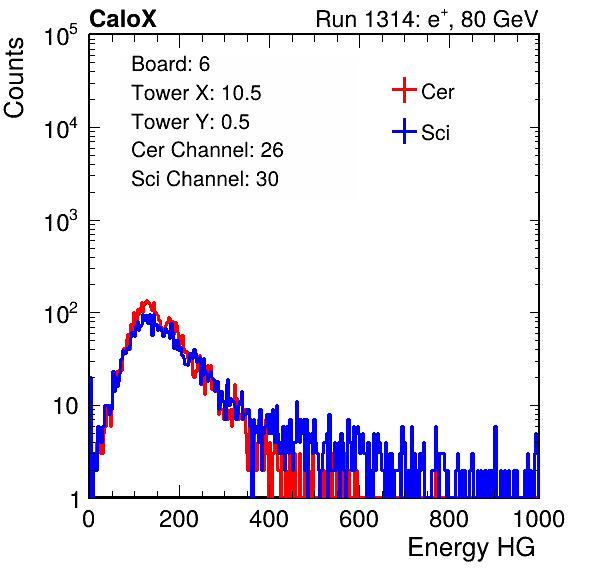 CaloX Run 1314: e⁺, 80 GeV
Counts
Board: 6
Tower X: 10.5
Tower Y: 0.5
Cer Channel: 26
Sci Channel: 30
Cer
Sci
10⁵
10⁴
10³
10²
10
1
0 200 400 600 800 1000
Energy HG